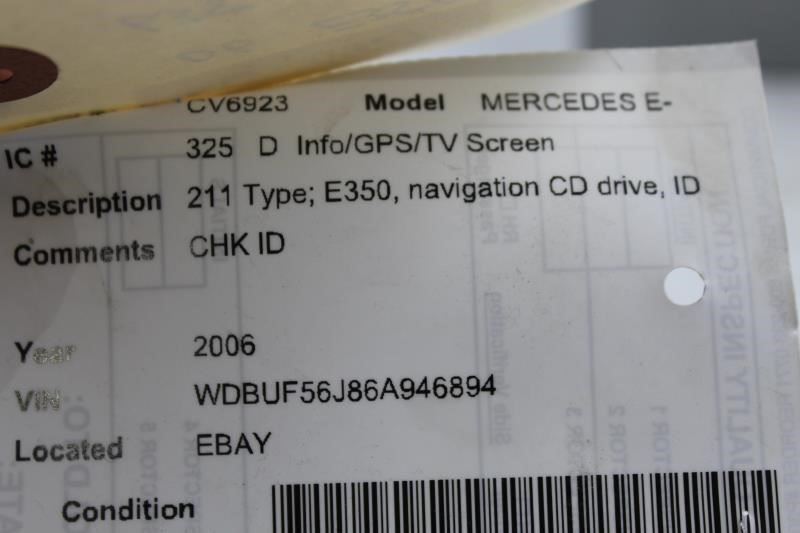 CV6923 Model MERCEDES E-
IC # 325 D Info/GPS/TV Screen
Description 211 Type; E350, navigation CD drive, ID
Comments CHK ID
Year 2006
VIN WDBUF56J86A946894
Located EBAY
Condition